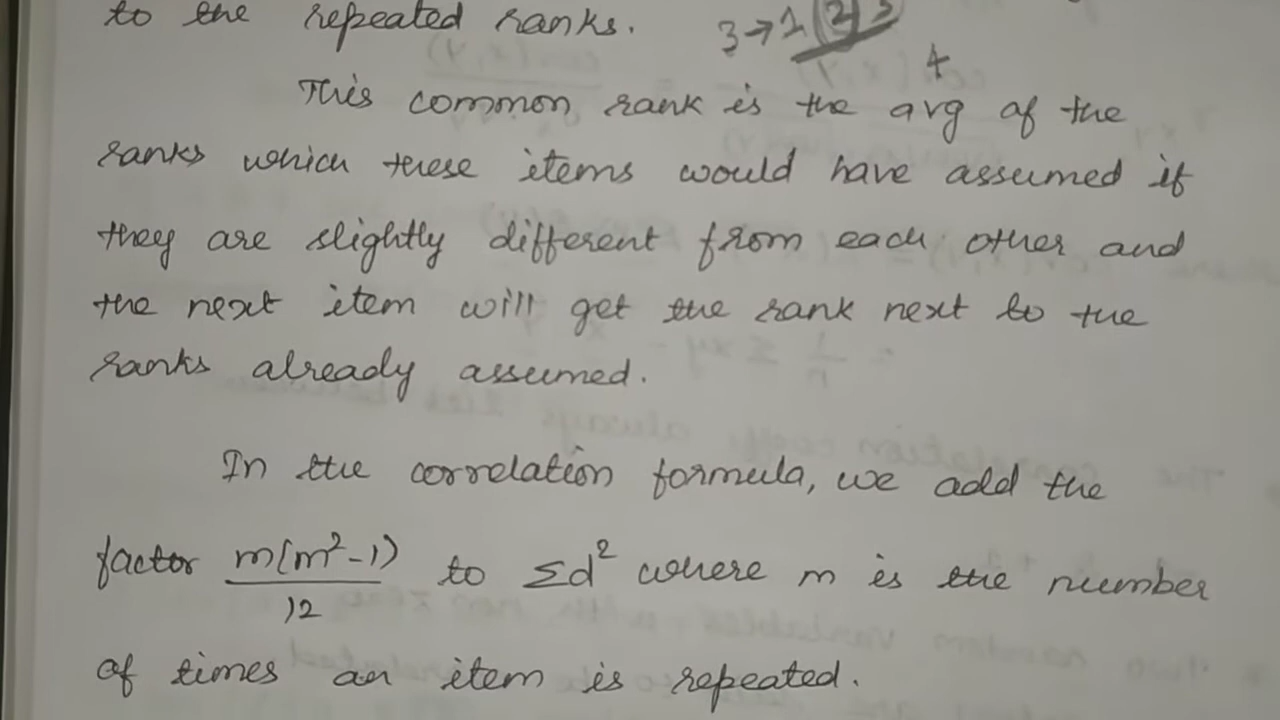 to the repeated ranks. 3→1 2 3
4
This common rank is the avg of the
ranks which these items would have assumed if
they are slightly different from each other and
the next item will get the rank next to the
ranks already assumed.
In the correlation formula, we add the
factor m(m²-1)/12 to Σd² where m is the number
of times an item is repeated.